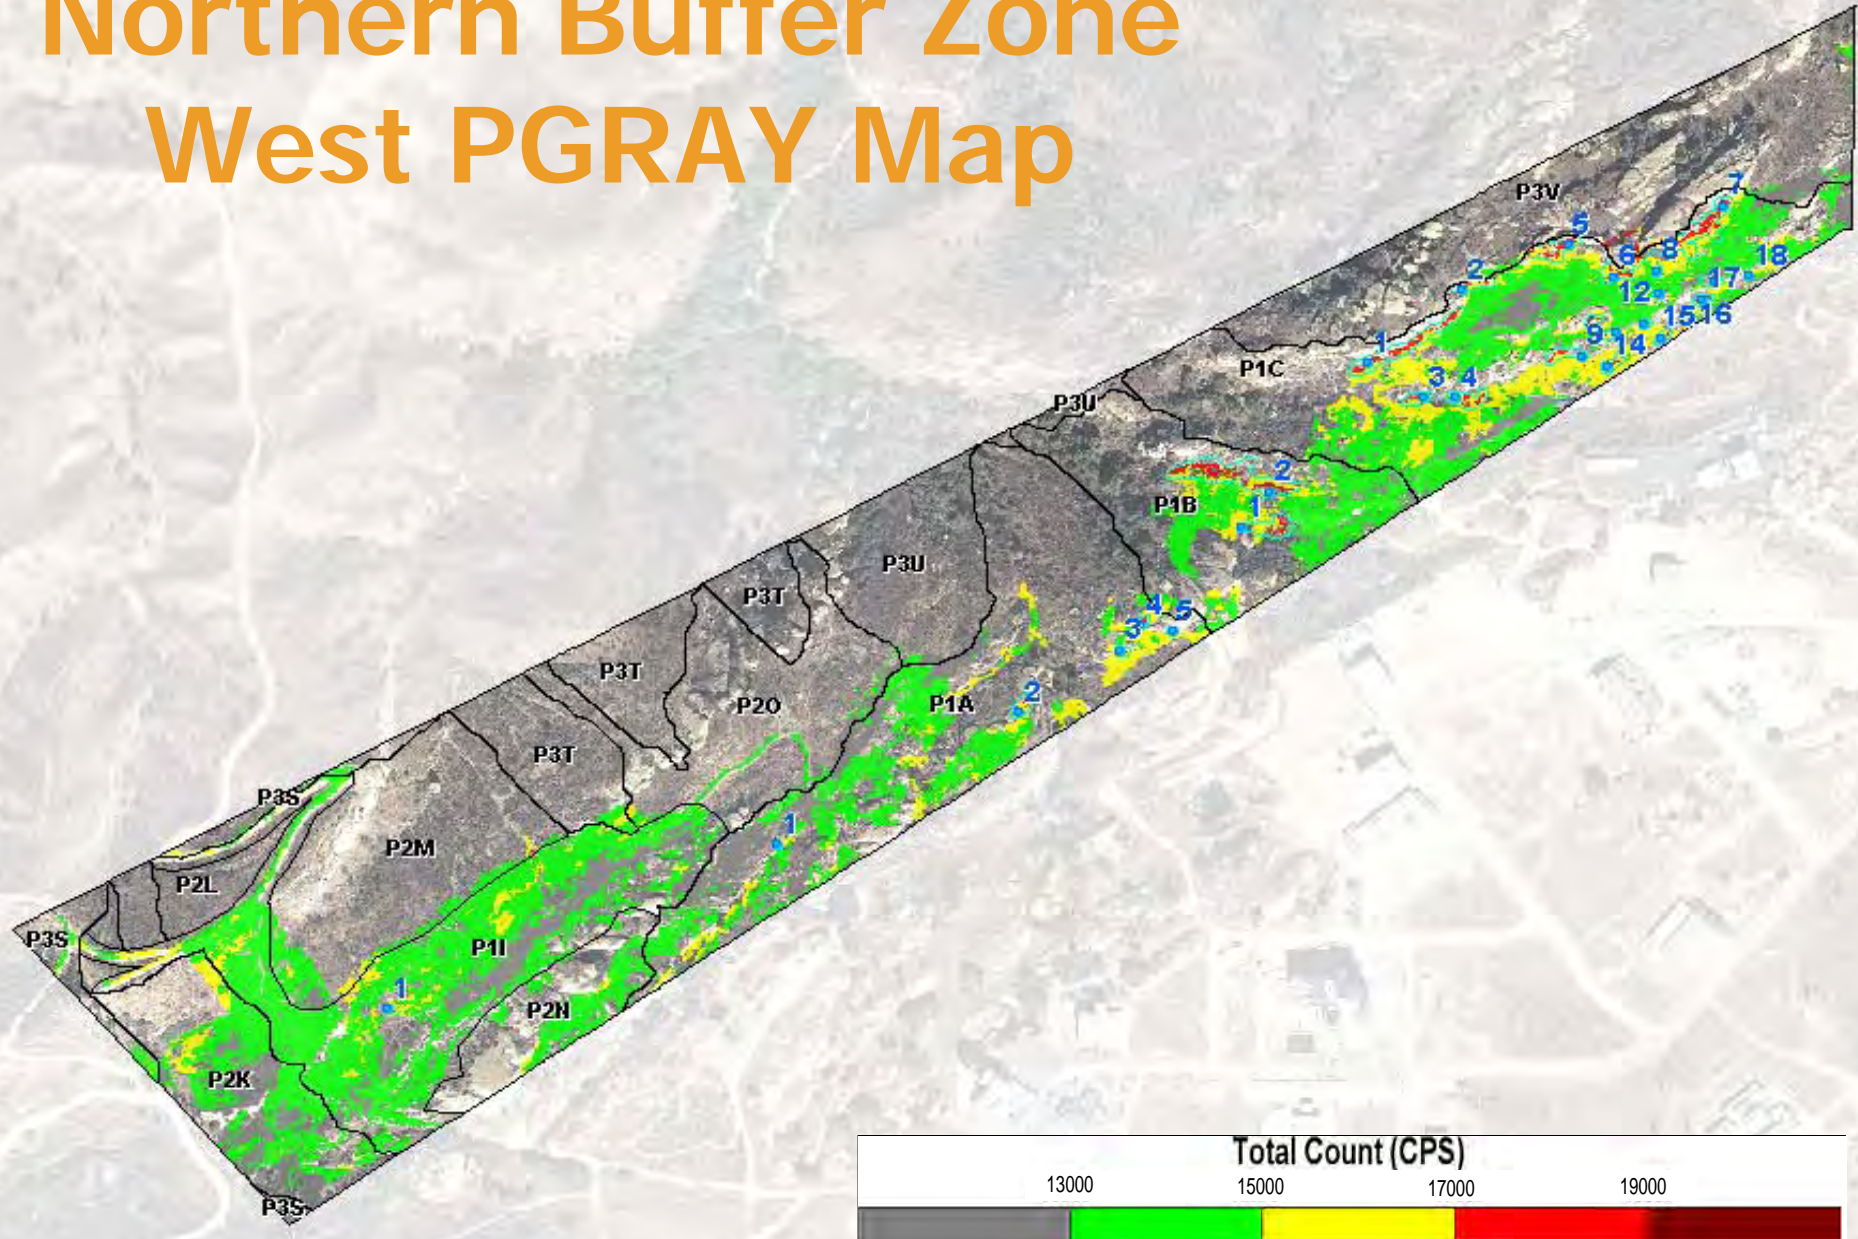 Northern Buffer Zone
West PGRAY Map
P3V
7
5
6
8
18
2
17
12
15
16
1
9
14
P1C
3
4
P3U
2
P1B
1
P3U
P3T
4
5
3
P3T
2
P2O
P1A
P3T
P3S
1
P2M
P2L
P3S
P1I
1
P2N
P2K
P3S
Total Count (CPS)
13000 15000 17000 19000